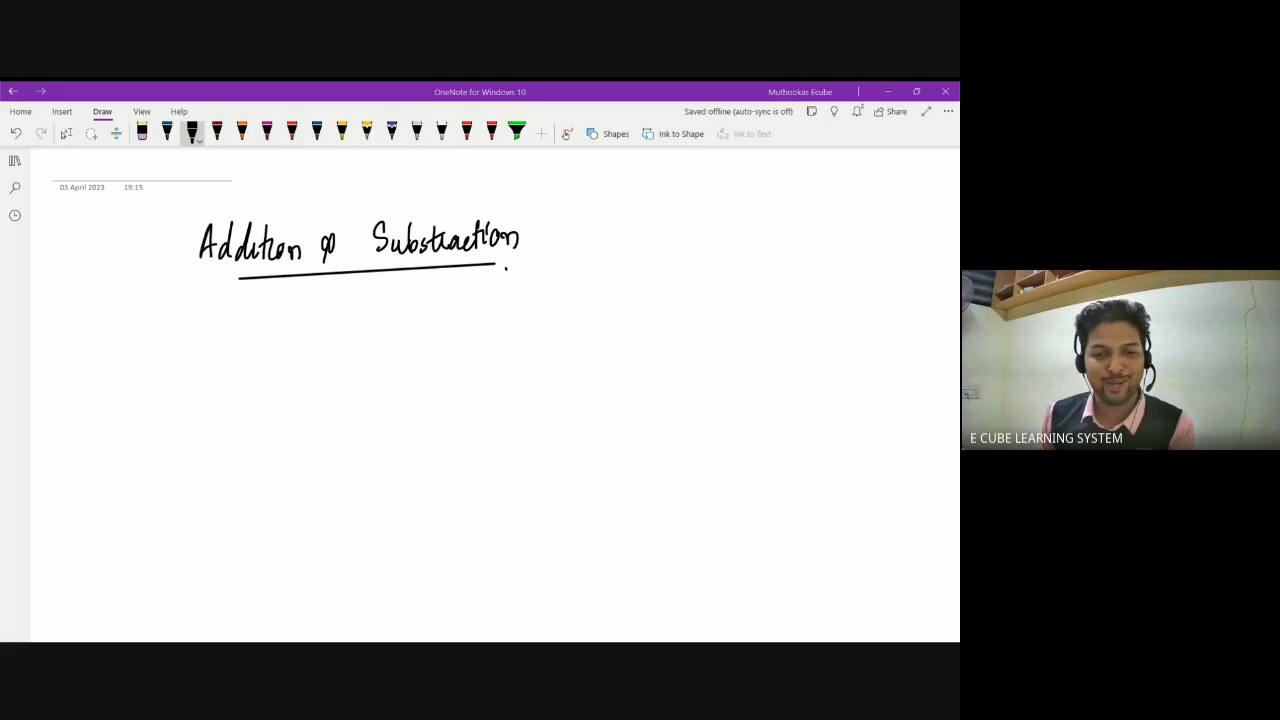 OneNote for Windows 10
Muthookas Ecube
Home Insert Draw View Help
Saved offline (auto-sync is off)
Share
Shapes
Ink to Shape
Ink to Text
03 April 2023 19:15
Addition & Substraction
E CUBE LEARNING SYSTEM